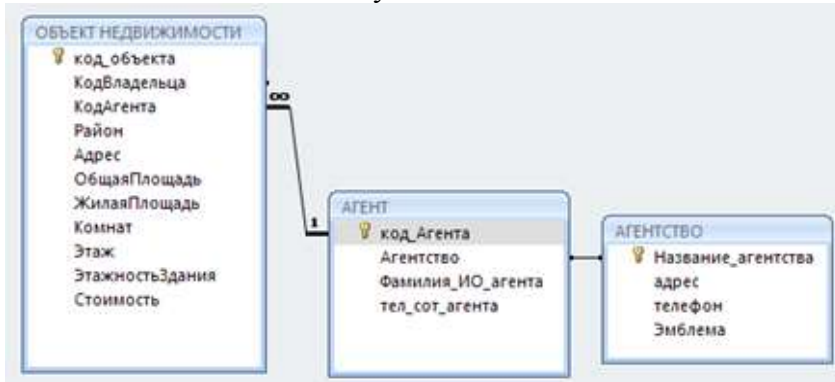 ОБЪЕКТ НЕДВИЖИМОСТИ
код_объекта
КодВладельца
КодАгента
Район
Адрес
ОбщаяПлощадь
ЖилаяПлощадь
Комнат
Этаж
ЭтажностьЗдания
Стоимость
∞
1
АГЕНТ
код_Агента
Агентство
Фамилия_ИО_агента
тел_сот_агента
АГЕНТСТВО
Название_агентства
адрес
телефон
Эмблема